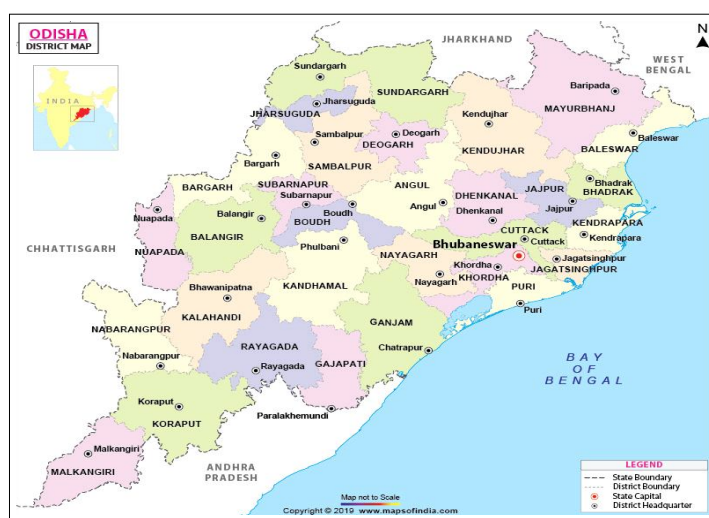 ODISHA
DISTRICT MAP
INDIA
N
JHARKHAND
WEST
BENGAL
Sundargarh
SUNDARGARH
Baripada
MAYURBHANJ
Jharsuguda
JHARSUGUDA
Kendujhar
KENDUJHAR
Sambalpur
SAMBALPUR
Deogarh
DEOGARH
Baleswar
BALESWAR
Bargarh
BARGARH
SUBARNAPUR
Subarnapur
ANGUL
Angul
DHENKANAL
Dhenkanal
JAJPUR
Jajpur
Bhadrak
BHADRAK
Nuapada
NUAPADA
Balangir
BALANGIR
Boudh
BOUDH
KENDRAPARA
Kendrapara
CUTTACK
Cuttack
Bhubaneswar
CHHATTISGARH
Phulbani
KANDHAMAL
NAYAGARH
Nayagarh
Khordha
KHORDHA
Jagatsinghpur
JAGATSINGHPUR
PURI
Puri
Bhawanipatna
KALAHANDI
NABARANGPUR
Nabarangpur
RAYAGADA
Rayagada
GAJAPATI
GANJAM
Chatrapur
Paralakhemundi
Koraput
KORAPUT
Malkangiri
MALKANGIRI
ANDHRA
PRADESH
BAY
OF
BENGAL
LEGEND
State Boundary
District Boundary
State Capital
District Headquarter
Map not to Scale
Copyright © 2019 www.mapsofindia.com